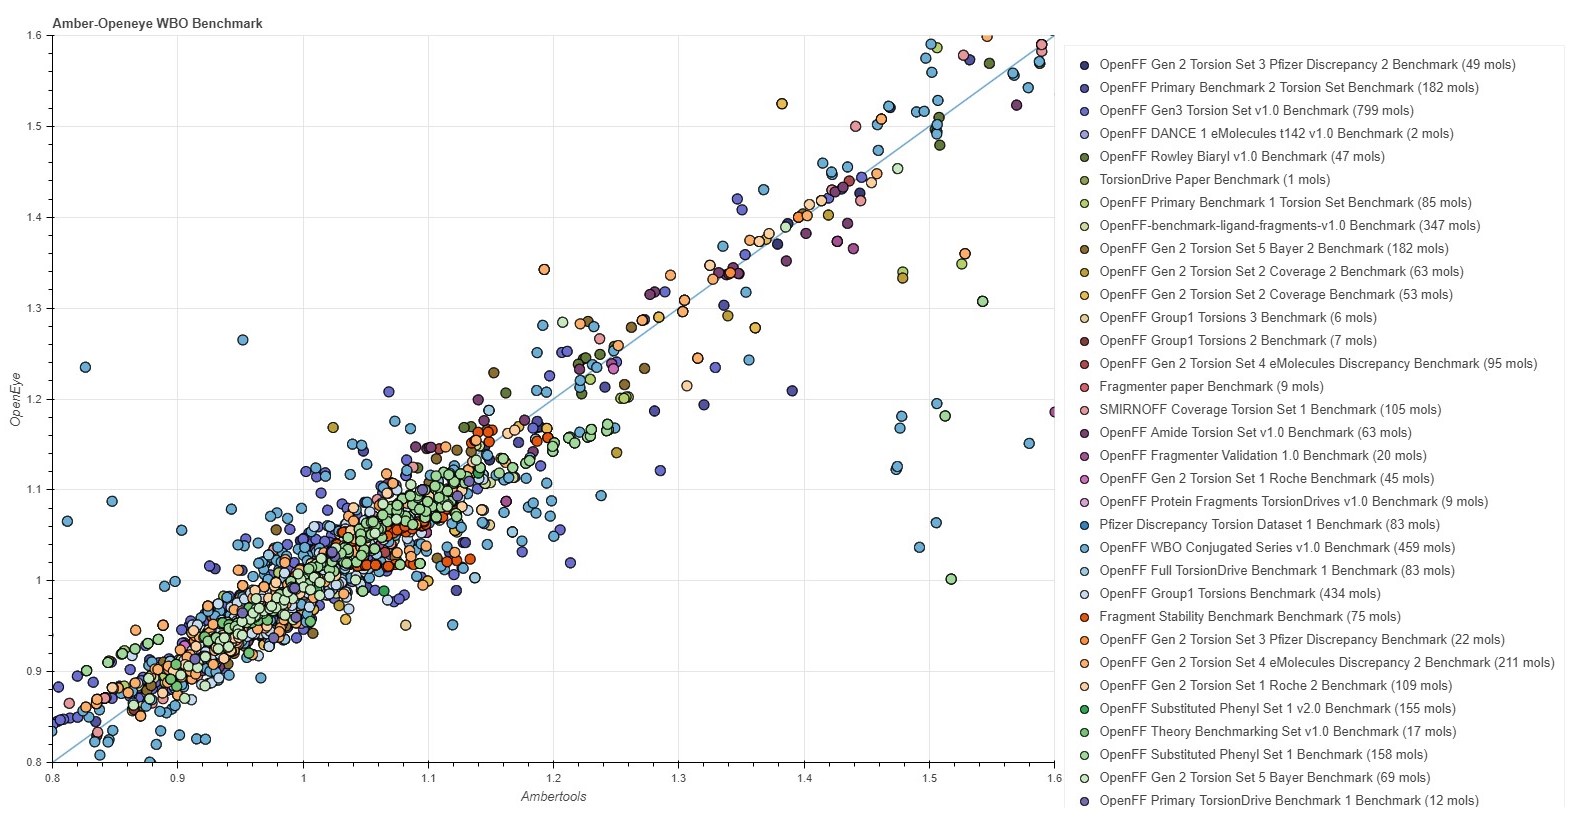 Amber-Openeye WBO Benchmark
1.6
1.5
1.4
1.3
1.2
1.1
1
0.9
0.8
OpenEye
0.8
0.9
1
1.1
1.2
1.3
1.4
1.5
1.6
Ambertools
OpenFF Gen 2 Torsion Set 3 Pfizer Discrepancy 2 Benchmark (49 mols)
OpenFF Primary Benchmark 2 Torsion Set Benchmark (182 mols)
OpenFF Gen3 Torsion Set v1.0 Benchmark (799 mols)
OpenFF DANCE 1 eMolecules t142 v1.0 Benchmark (2 mols)
OpenFF Rowley Biaryl v1.0 Benchmark (47 mols)
TorsionDrive Paper Benchmark (1 mols)
OpenFF Primary Benchmark 1 Torsion Set Benchmark (85 mols)
OpenFF-benchmark-ligand-fragments-v1.0 Benchmark (347 mols)
OpenFF Gen 2 Torsion Set 5 Bayer 2 Benchmark (182 mols)
OpenFF Gen 2 Torsion Set 2 Coverage 2 Benchmark (63 mols)
OpenFF Gen 2 Torsion Set 2 Coverage Benchmark (53 mols)
OpenFF Group1 Torsions 3 Benchmark (6 mols)
OpenFF Group1 Torsions 2 Benchmark (7 mols)
OpenFF Gen 2 Torsion Set 4 eMolecules Discrepancy Benchmark (95 mols)
Fragmenter paper Benchmark (9 mols)
SMIRNOFF Coverage Torsion Set 1 Benchmark (105 mols)
OpenFF Amide Torsion Set v1.0 Benchmark (63 mols)
OpenFF Fragmenter Validation 1.0 Benchmark (20 mols)
OpenFF Gen 2 Torsion Set 1 Roche Benchmark (45 mols)
OpenFF Protein Fragments TorsionDrives v1.0 Benchmark (9 mols)
Pfizer Discrepancy Torsion Dataset 1 Benchmark (83 mols)
OpenFF WBO Conjugated Series v1.0 Benchmark (459 mols)
OpenFF Full TorsionDrive Benchmark 1 Benchmark (83 mols)
OpenFF Group1 Torsions Benchmark (434 mols)
Fragment Stability Benchmark Benchmark (75 mols)
OpenFF Gen 2 Torsion Set 3 Pfizer Discrepancy Benchmark (22 mols)
OpenFF Gen 2 Torsion Set 4 eMolecules Discrepancy 2 Benchmark (211 mols)
OpenFF Gen 2 Torsion Set 1 Roche 2 Benchmark (109 mols)
OpenFF Substituted Phenyl Set 1 v2.0 Benchmark (155 mols)
OpenFF Theory Benchmarking Set v1.0 Benchmark (17 mols)
OpenFF Substituted Phenyl Set 1 Benchmark (158 mols)
OpenFF Gen 2 Torsion Set 5 Bayer Benchmark (69 mols)
OpenFF Primary TorsionDrive Benchmark 1 Benchmark (12 mols)